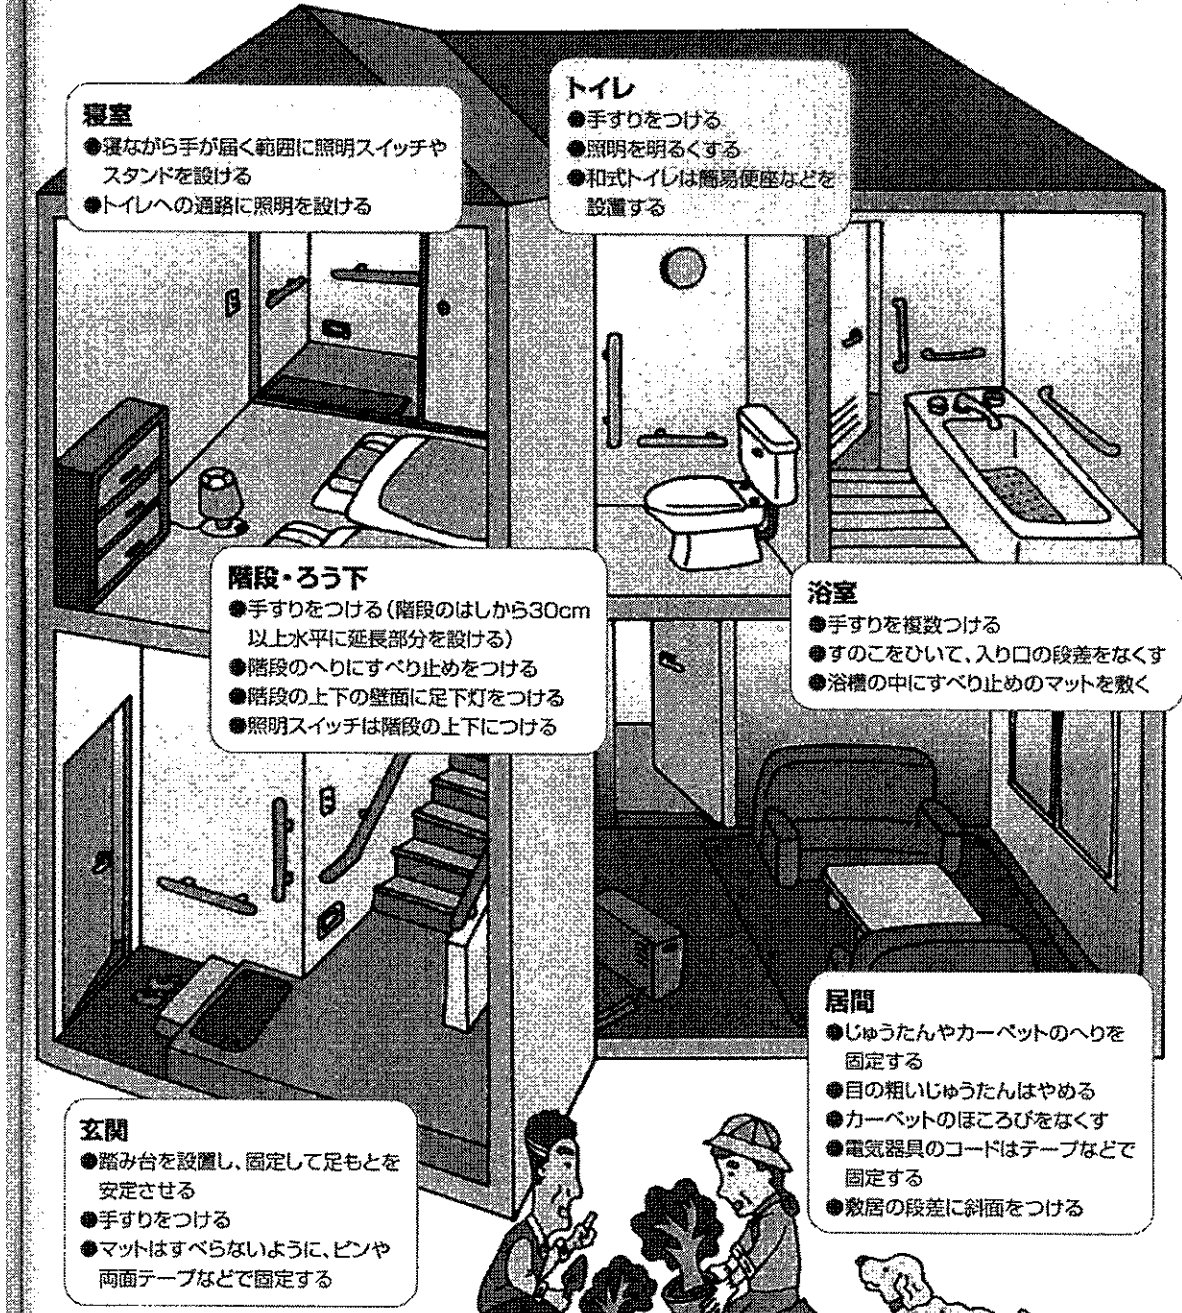 寝室
●寝ながら手が届く範囲に照明スイッチや
スタンドを設ける
●トイレへの通路に照明を設ける
トイレ
●手すりをつける
●照明を明るくする
●和式トイレは簡易便座などを
設置する
階段・ろう下
●手すりをつける(階段のはしから30cm
以上水平に延長部分を設ける)
●階段のへりにすべり止めをつける
●階段の上下の壁面に足下灯をつける
●照明スイッチは階段の上下につける
浴室
●手すりを複数つける
●すのこをひいて、入り口の段差をなくす
●浴槽の中にすべり止めのマットを敷く
居間
●じゅうたんやカーペットのへりを
固定する
●目の粗いじゅうたんはやめる
●カーペットのほころびをなくす
●電気器具のコードはテープなどで
固定する
●敷居の段差に斜面をつける
玄関
●踏み台を設置し、固定して足もとを
安定させる
●手すりをつける
●マットはすべらないように、ピンや
両面テープなどで固定する